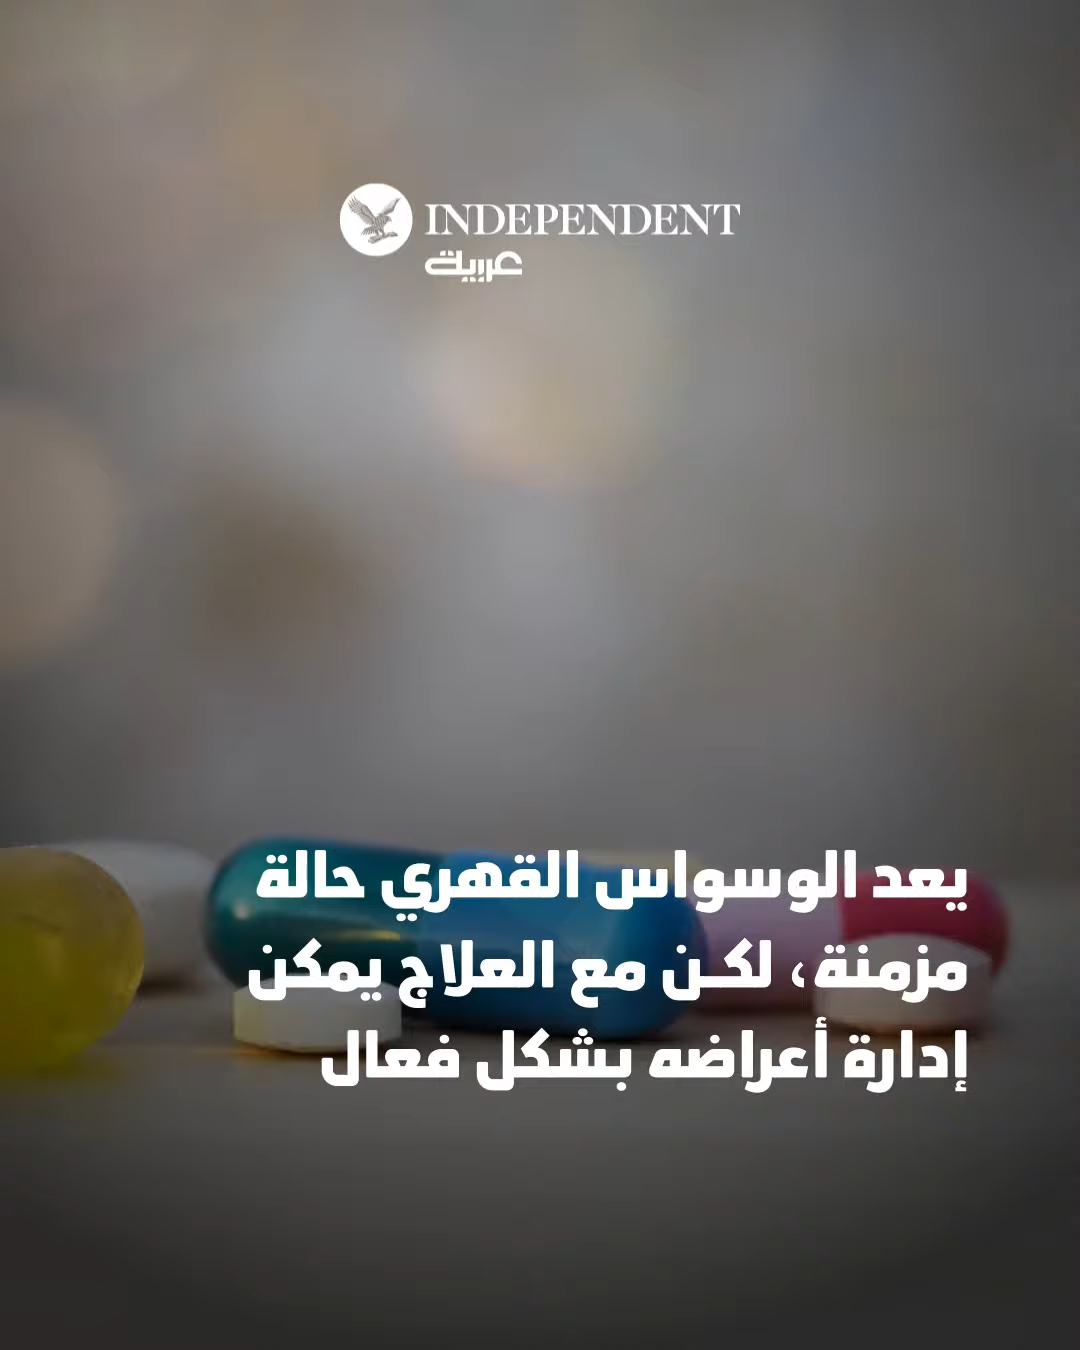 INDEPENDENT
عربية
يعد الوسواس القهري حالة
مزمنة، لكن مع العلاج يمكن
إدارة أعراضه بشكل فعال